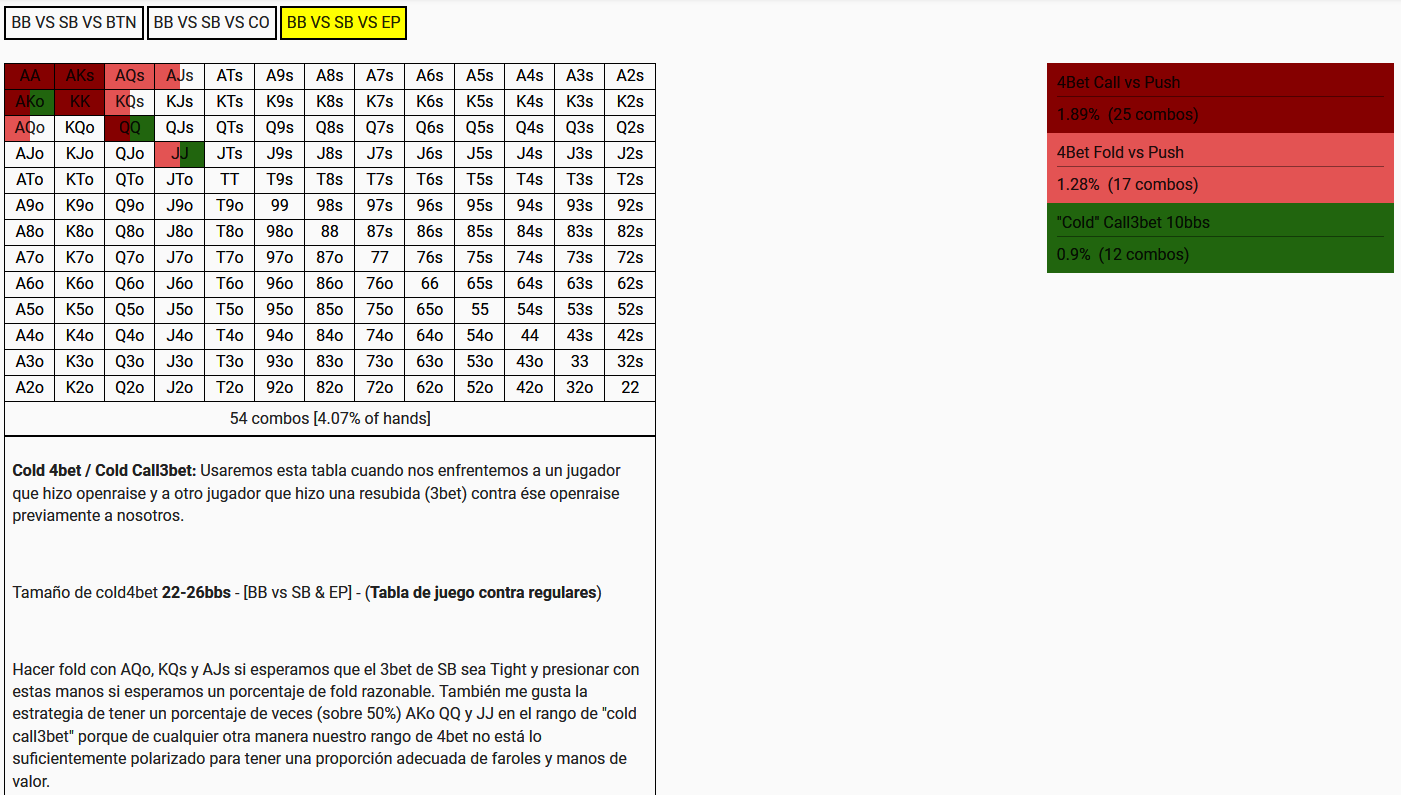 BB VS SB VS BTN BB VS SB VS CO BB VS SB VS EP
AA AKs AQs AJs ATs A9s A8s A7s A6s A5s A4s A3s A2s
AKo KK KQs KJs KTs K9s K8s K7s K6s K5s K4s K3s K2s
AQo KQo QQ QJs QTs Q9s Q8s Q7s Q6s Q5s Q4s Q3s Q2s
AJo KJo QJo JJ JTs J9s J8s J7s J6s J5s J4s J3s J2s
ATo KTo QTo JTo TT T9s T8s T7s T6s T5s T4s T3s T2s
A9o K9o Q9o J9o T9o 99 98s 97s 96s 95s 94s 93s 92s
A8o K8o Q8o J8o T8o 98o 88 87s 86s 85s 84s 83s 82s
A7o K7o Q7o J7o T7o 97o 87o 77 76s 75s 74s 73s 72s
A6o K6o Q6o J6o T6o 96o 86o 76o 66 65s 64s 63s 62s
A5o K5o Q5o J5o T5o 95o 85o 75o 65o 55 54s 53s 52s
A4o K4o Q4o J4o T4o 94o 84o 74o 64o 54o 44 43s 42s
A3o K3o Q3o J3o T3o 93o 83o 73o 63o 53o 43o 33 32s
A2o K2o Q2o J2o T2o 92o 82o 72o 62o 52o 42o 32o 22
54 combos [4.07% of hands]
4Bet Call vs Push
1.89% (25 combos)
4Bet Fold vs Push
1.28% (17 combos)
"Cold" Call3bet 10bbs
0.9% (12 combos)
Cold 4bet / Cold Call3bet: Usaremos esta tabla cuando nos enfrentemos a un jugador
que hizo openraise y a otro jugador que hizo una resubida (3bet) contra ése openraise
previamente a nosotros.
Tamaño de cold4bet 22-26bbs - [BB vs SB & EP] - (Tabla de juego contra regulares)
Hacer fold con AQo, KQs y AJs si esperamos que el 3bet de SB sea Tight y presionar con
estas manos si esperamos un porcentaje de fold razonable. También me gusta la
estrategia de tener un porcentaje de veces (sobre 50%) AKo QQ y JJ en el rango de "cold
call3bet" porque de cualquier otra manera nuestro rango de 4bet no está lo
suficientemente polarizado para tener una proporción adecuada de faroles y manos de
valor.